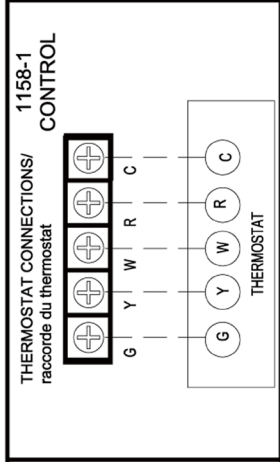 THERMOSTAT CONNECTIONS/
raccorde du thermostat
1158-1
CONTROL
G Y W R C
G Y W R C
THERMOSTAT